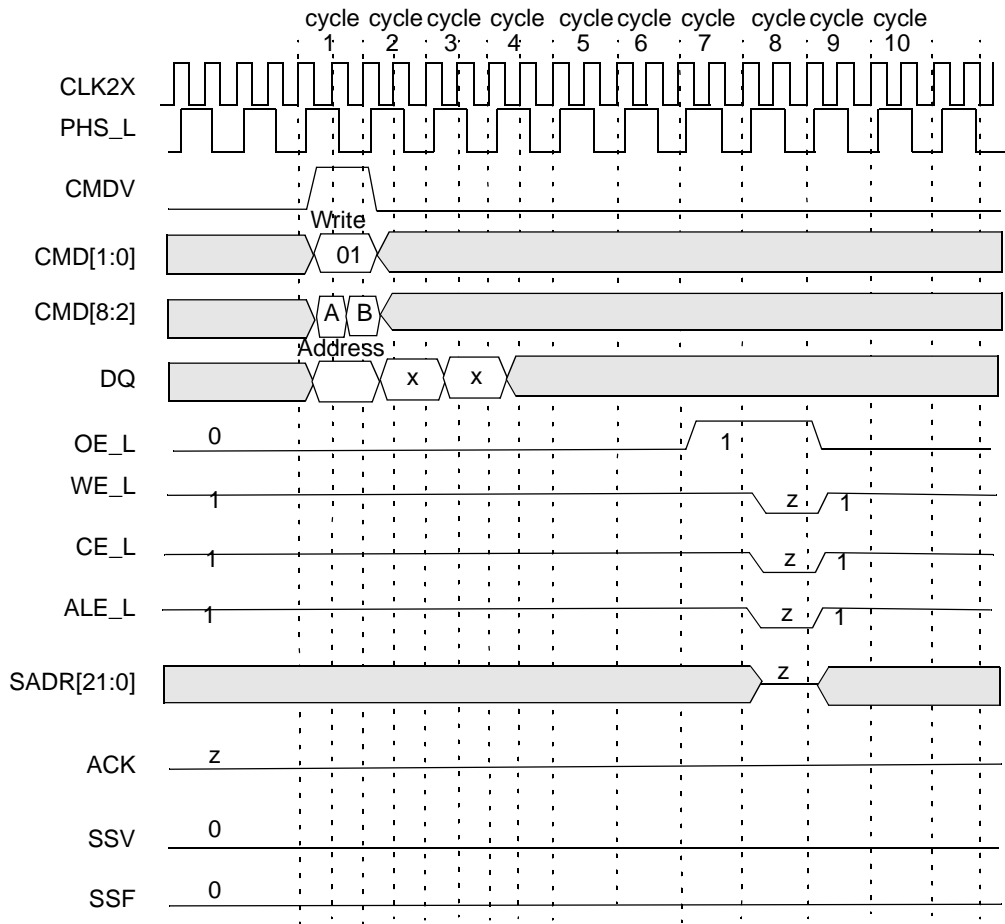 cycle cycle cycle cycle cycle cycle cycle cycle cycle cycle
1 2 3 4 5 6 7 8 9 10
CLK2X
PHS_L
CMDV
Write
CMD[1:0] 01
CMD[8:2] A B
Address
DQ x x
OE_L 0 1
WE_L 1 z 1
CE_L 1 z 1
ALE_L 1 z 1
SADR[21:0] z
ACK z
SSV 0
SSF 0